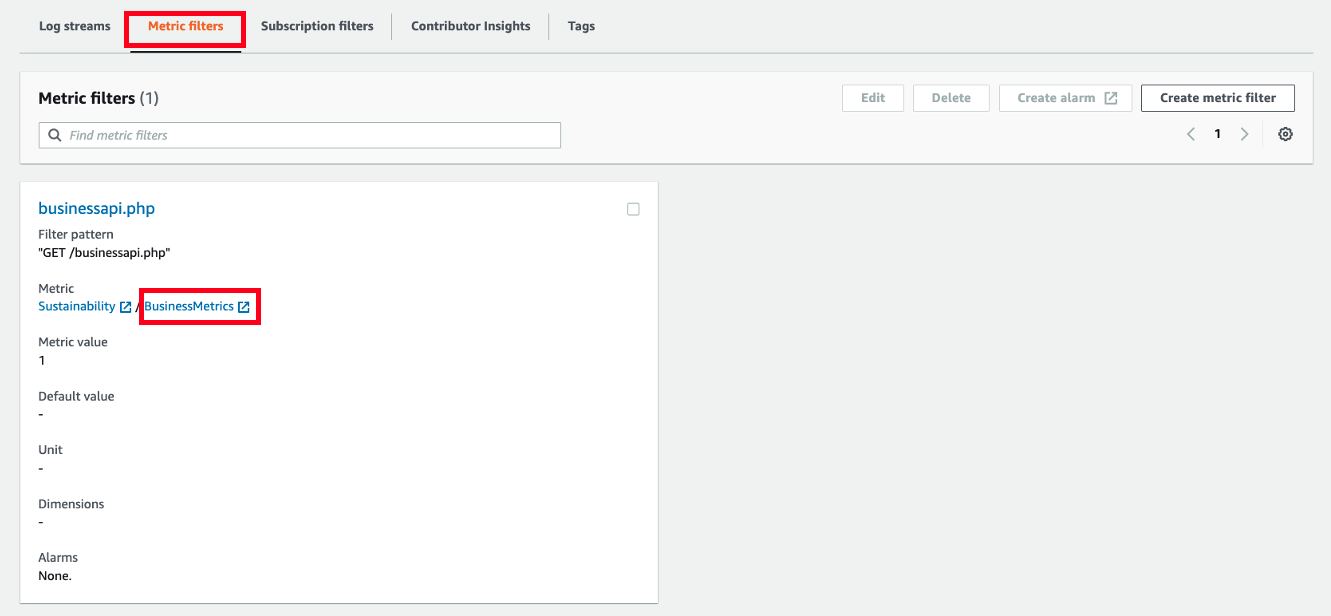 Log streams Metric filters Subscription filters Contributor Insights Tags
Metric filters (1) Edit Delete Create alarm Create metric filter
Find metric filters 1
businessapi.php
Filter pattern
"GET /businessapi.php"
Metric
Sustainability / BusinessMetrics
Metric value
1
Default value
-
Unit
-
Dimensions
-
Alarms
None.